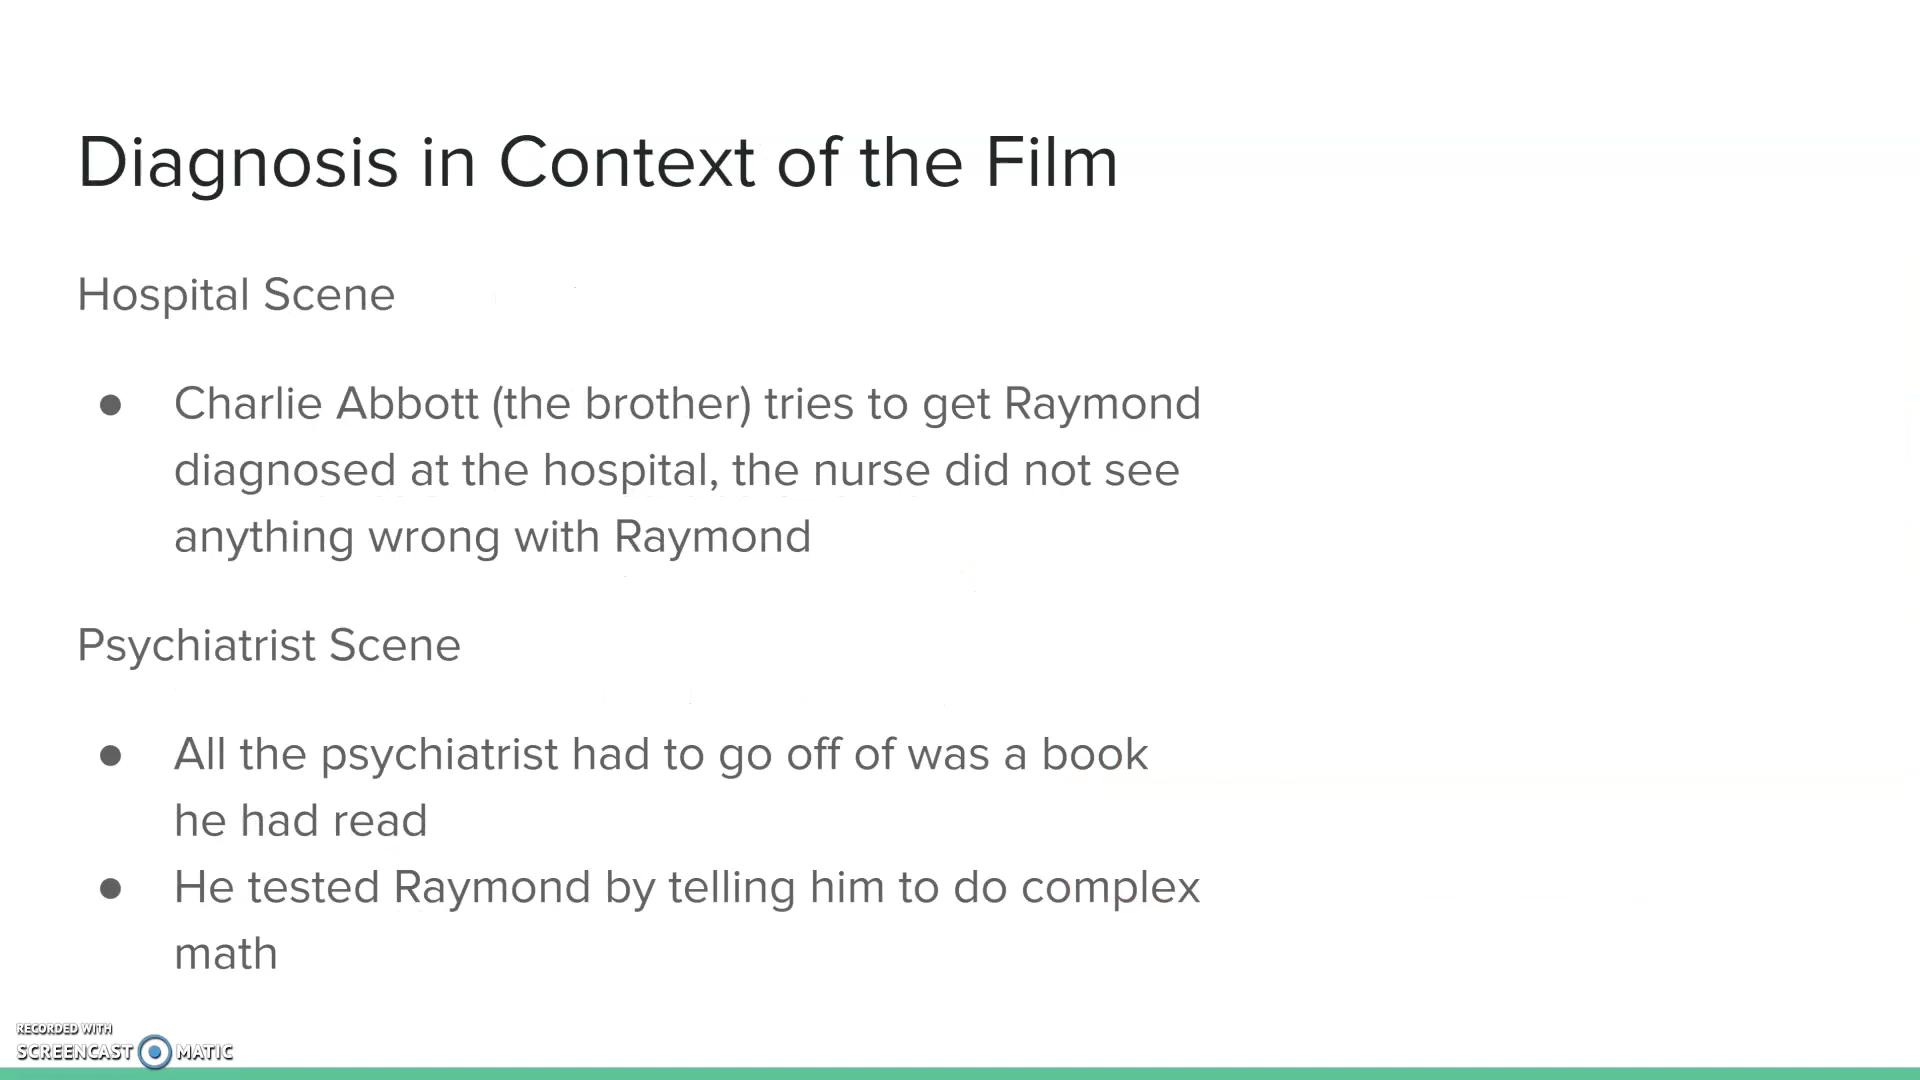 Diagnosis in Context of the Film
Hospital Scene
● Charlie Abbott (the brother) tries to get Raymond
diagnosed at the hospital, the nurse did not see
anything wrong with Raymond
Psychiatrist Scene
● All the psychiatrist had to go off of was a book
he had read
● He tested Raymond by telling him to do complex
math
RECORDED WITH
SCREENCAST MATIC